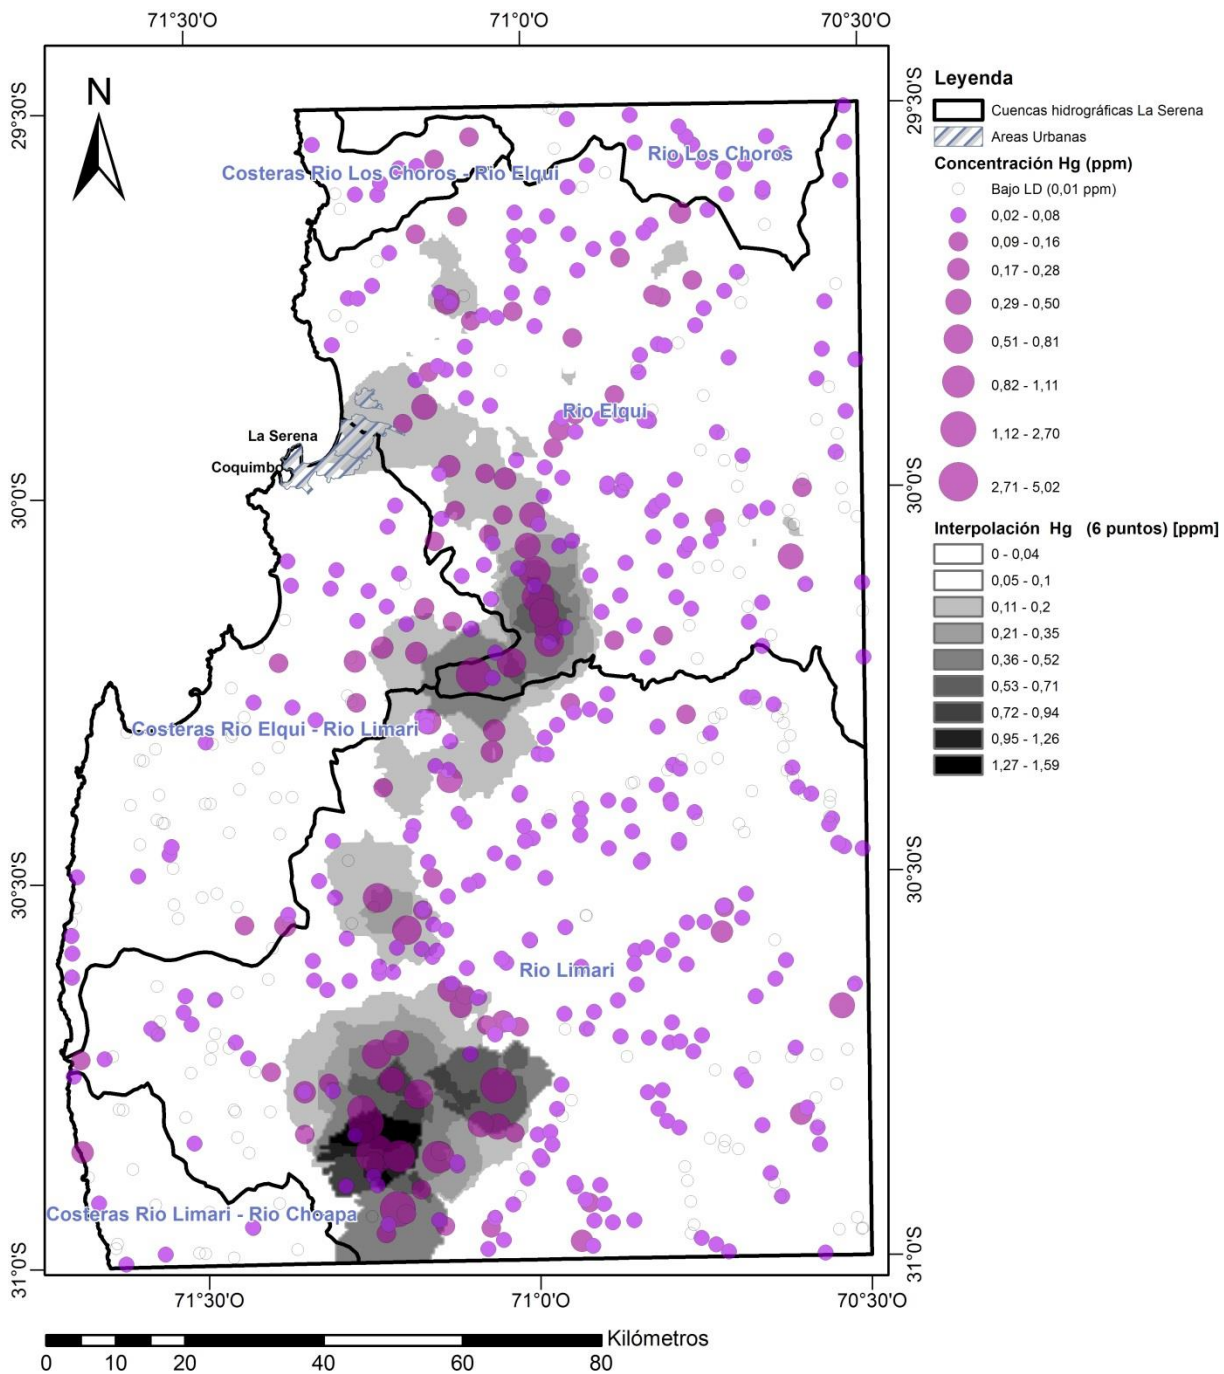 71°30'O 71°0'O 70°30'O
N
29°30'S
29°30'S
Leyenda
Cuencas hidrográficas La Serena
Areas Urbanas
Concentración Hg (ppm)
Bajo LD (0,01 ppm)
0,02 - 0,08
0,09 - 0,16
0,17 - 0,28
0,29 - 0,50
0,51 - 0,81
0,82 - 1,11
1,12 - 2,70
2,71 - 5,02
Interpolación Hg (6 puntos) [ppm]
0 - 0,04
0,05 - 0,1
0,11 - 0,2
0,21 - 0,35
0,36 - 0,52
0,53 - 0,71
0,72 - 0,94
0,95 - 1,26
1,27 - 1,59
Rio Los Choros
Costeras Rio Los Choros - Rio Elqui
Rio Elqui
La Serena
Coquimbo
30°0'S
30°0'S
Costeras Rio Elqui - Rio Limari
30°30'S
30°30'S
Rio Limari
Costeras Rio Limari - Rio Choapa
31°0'S
31°0'S
71°30'O 71°0'O 70°30'O
Kilómetros
0 10 20 40 60 80